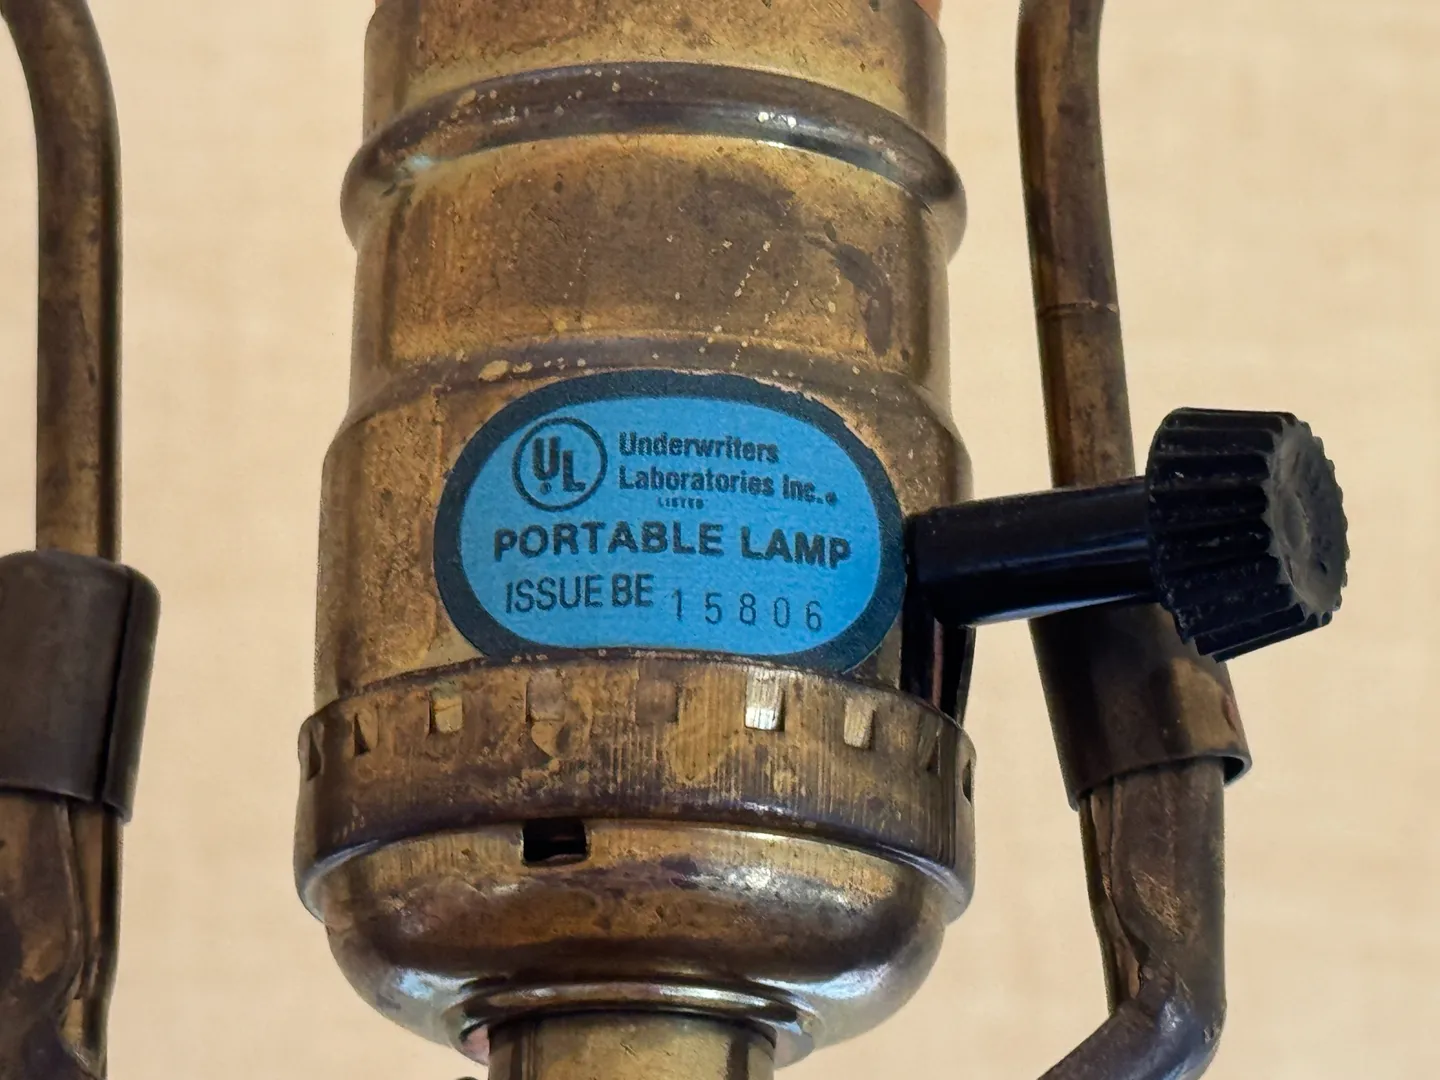 UL
Underwriters
Laboratories Inc.®
LISTED
PORTABLE LAMP
ISSUE BE 15806